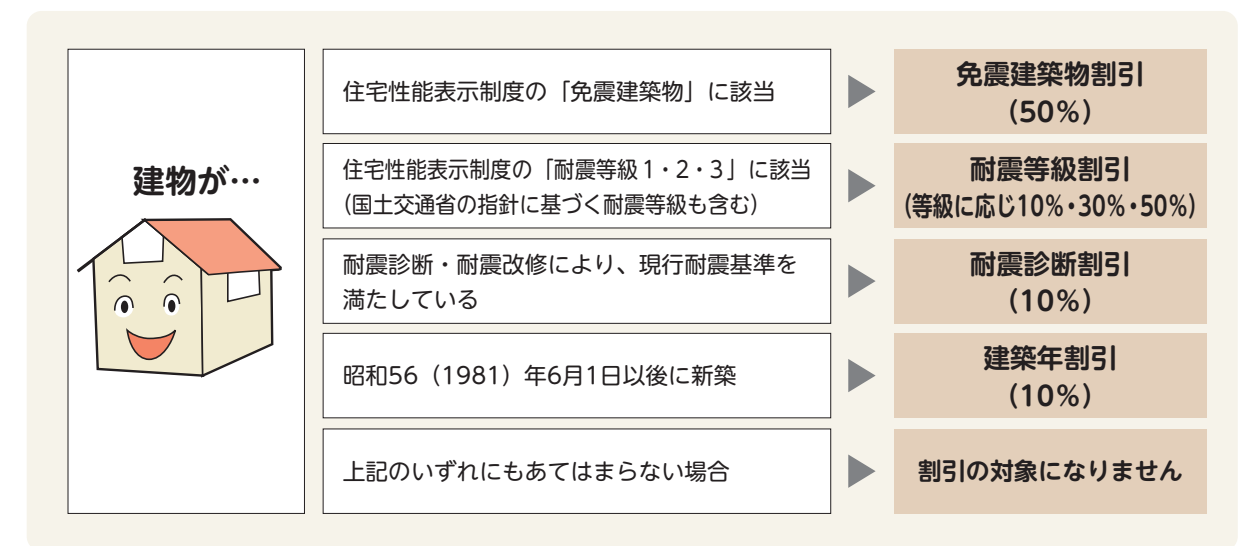 建物が…
住宅性能表示制度の「免震建築物」に該当
免震建築物割引
(50%)
住宅性能表示制度の「耐震等級1・2・3」に該当
(国土交通省の指針に基づく耐震等級も含む)
耐震等級割引
(等級に応じ10%・30%・50%)
耐震診断・耐震改修により、現行耐震基準を
満たしている
耐震診断割引
(10%)
昭和56(1981)年6月1日以後に新築
建築年割引
(10%)
上記のいずれにもあてはまらない場合
割引の対象になりません